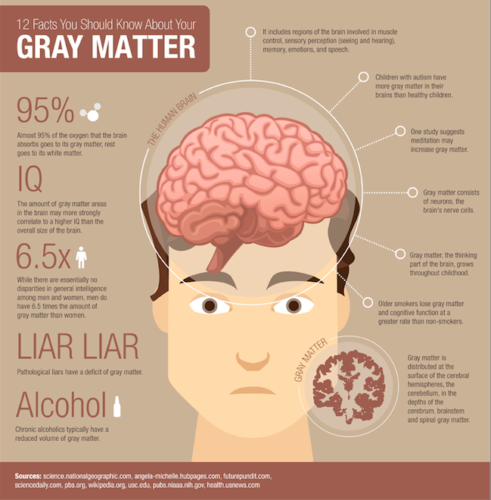 12 Facts You Should Know About Your
GRAY MATTER
It includes regions of the brain involved in muscle
control, sensory perception (seeing and hearing),
memory, emotions, and speech.
Children with autism have
more gray matter in their
brains than healthy children.
One study suggests
meditation may
increase gray matter.
Gray matter consists
of neurons, the
brain's nerve cells.
Gray matter, the thinking
part of the brain, grows
throughout childhood.
Older smokers lose gray matter
and cognitive function at a
greater rate than non-smokers.
THE HUMAN BRAIN
95%
Almost 95% of the oxygen that the brain
absorbs goes to its gray matter, rest
goes to its white matter.
IQ
The amount of gray matter areas
in the brain may more strongly
correlate to a higher IQ than the
overall size of the brain.
6.5x
While there are essentially no
disparities in general intelligence
among men and women, men do
have 6.5 times the amount of
gray matter than women.
LIAR LIAR
Pathological liars have a deficit of gray matter.
Alcohol
Chronic alcoholics typically have a
reduced volume of gray matter.
GRAY MATTER
Gray matter is
distributed at the
surface of the cerebral
hemispheres, the
cerebellum, in the
depths of the
cerebrum, brainstem
and spinal gray matter.
Sources: science.nationalgeographic.com, angela-michelle.hubpages.com, futurepundit.com,
sciencedaily.com, pbs.org, wikipedia.org, usc.edu, pubs.niaaa.nih.gov, health.usnews.com